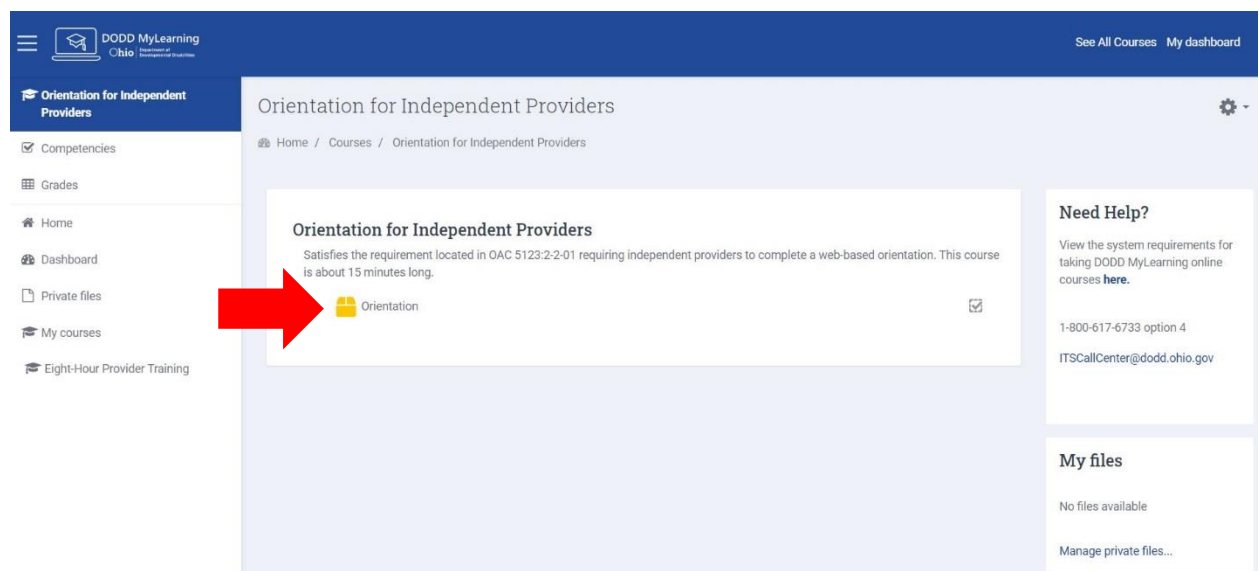 DODD MyLearning
Ohio Department of
Developmental Disabilities
See All Courses My dashboard
Orientation for Independent
Providers
Competencies
Grades
Home
Dashboard
Private files
My courses
Eight-Hour Provider Training
Orientation for Independent Providers
Home / Courses / Orientation for Independent Providers
Orientation for Independent Providers
Satisfies the requirement located in OAC 5123:2-2-01 requiring independent providers to complete a web-based orientation. This course
is about 15 minutes long.
Orientation
Need Help?
View the system requirements for
taking DODD MyLearning online
courses here.
1-800-617-6733 option 4
ITSCallCenter@dodd.ohio.gov
My files
No files available
Manage private files...